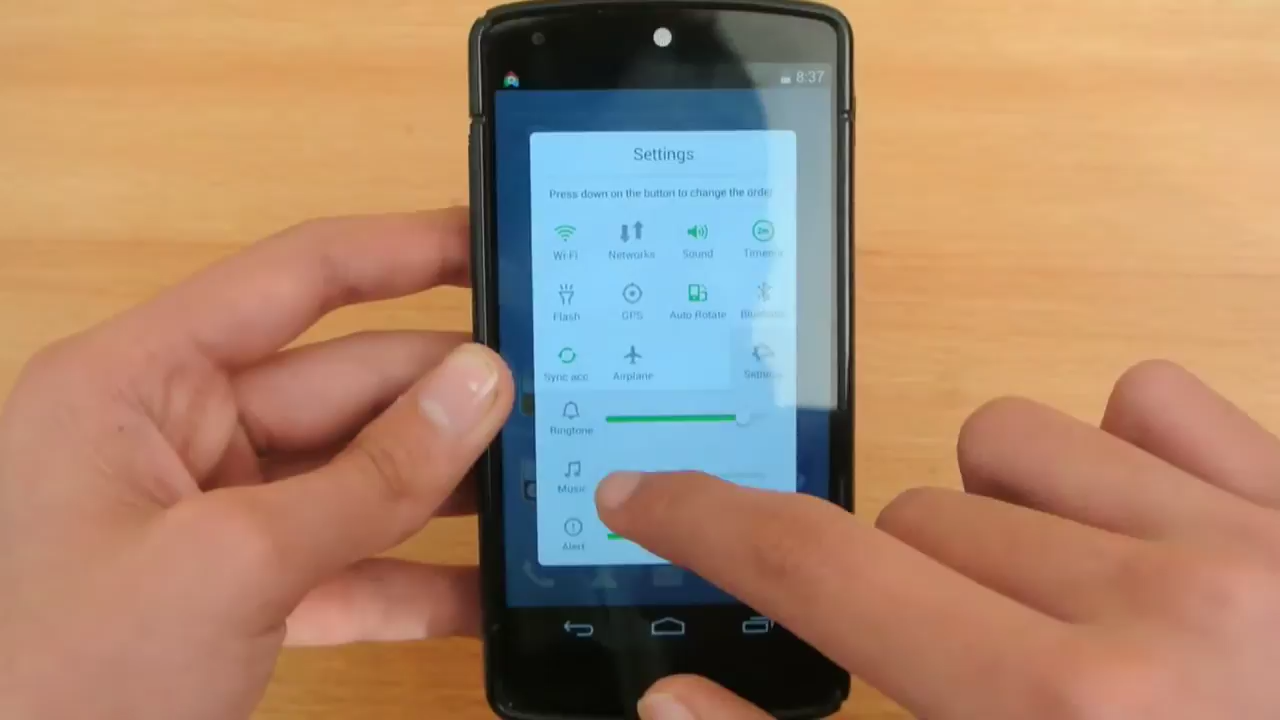 8:37
Settings
Press down on the button to change the order
Wi-Fi Networks Sound Timeout
Flash GPS Auto Rotate Bluetooth
Sync acc. Airplane Settings
Ringtone
Music
Alert